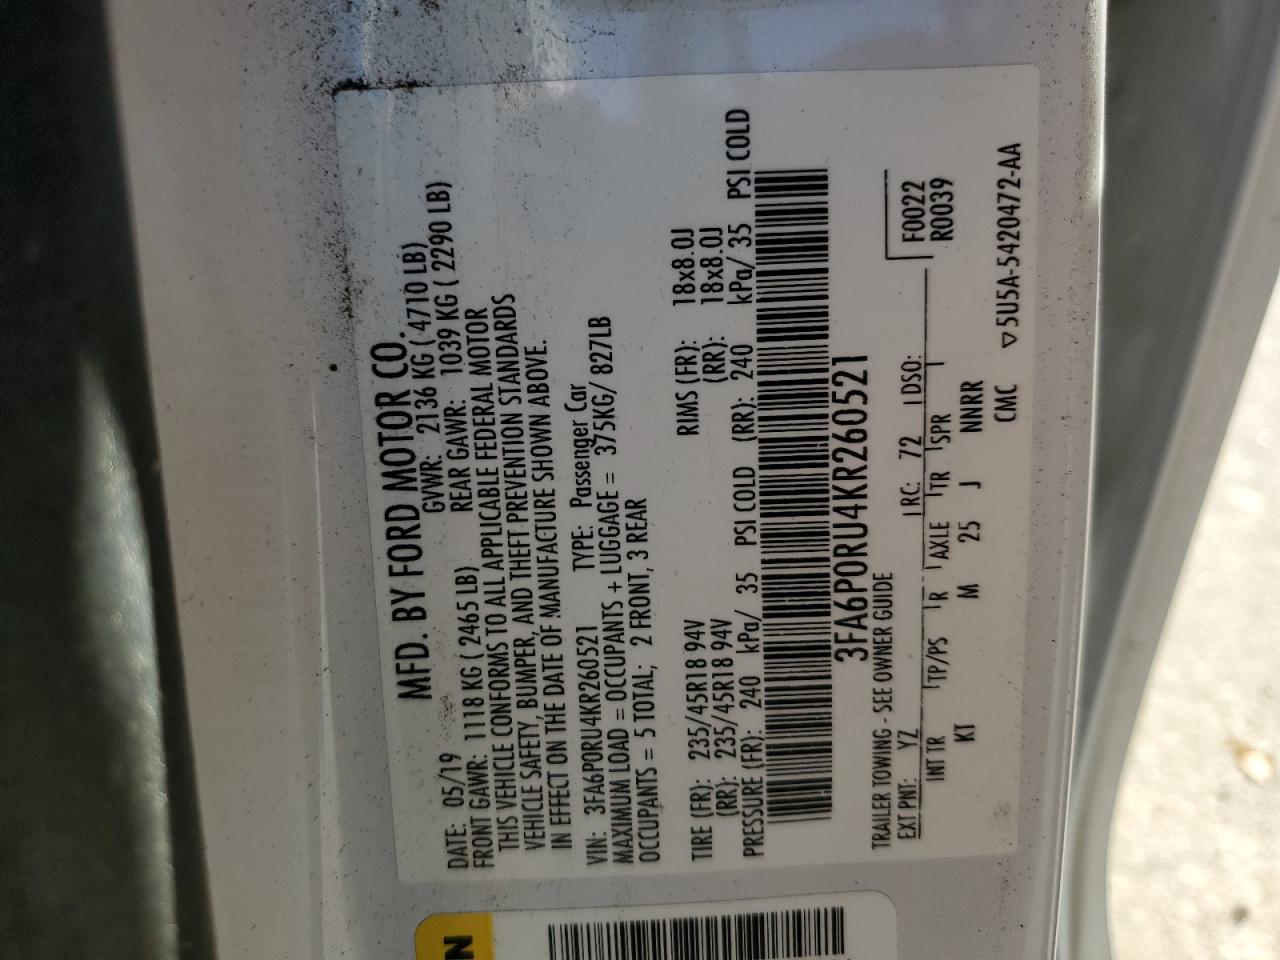 MFD. BY FORD MOTOR CO.
DATE: 05/19 GVWR: 2136 KG ( 4710 LB)
FRONT GAWR: 1118 KG ( 2465 LB) REAR GAWR: 1039 KG ( 2290 LB)
THIS VEHICLE CONFORMS TO ALL APPLICABLE FEDERAL MOTOR
VEHICLE SAFETY, BUMPER, AND THEFT PREVENTION STANDARDS
IN EFFECT ON THE DATE OF MANUFACTURE SHOWN ABOVE.
VIN: 3FA6P0RU4KR260521 TYPE: Passenger Car
MAXIMUM LOAD = OCCUPANTS + LUGGAGE = 375KG/ 827LB
OCCUPANTS = 5 TOTAL; 2 FRONT, 3 REAR
TIRE (FR): 235/45R18 94V RIMS (FR): 18x8.0J
(RR): 235/45R18 94V (RR): 18x8.0J
PRESSURE (FR): 240 kPa/ 35 PSI COLD (RR): 240 kPa/ 35 PSI COLD
3FA6P0RU4KR260521
TRAILER TOWING - SEE OWNER GUIDE
EXT PNT: YZ RC: 72 DSO: F0022
INT TR TP/PS R AXLE TR SPR R0039
KT M 25 J NNRR
CMC ▽5U5A-5420472-AA
N